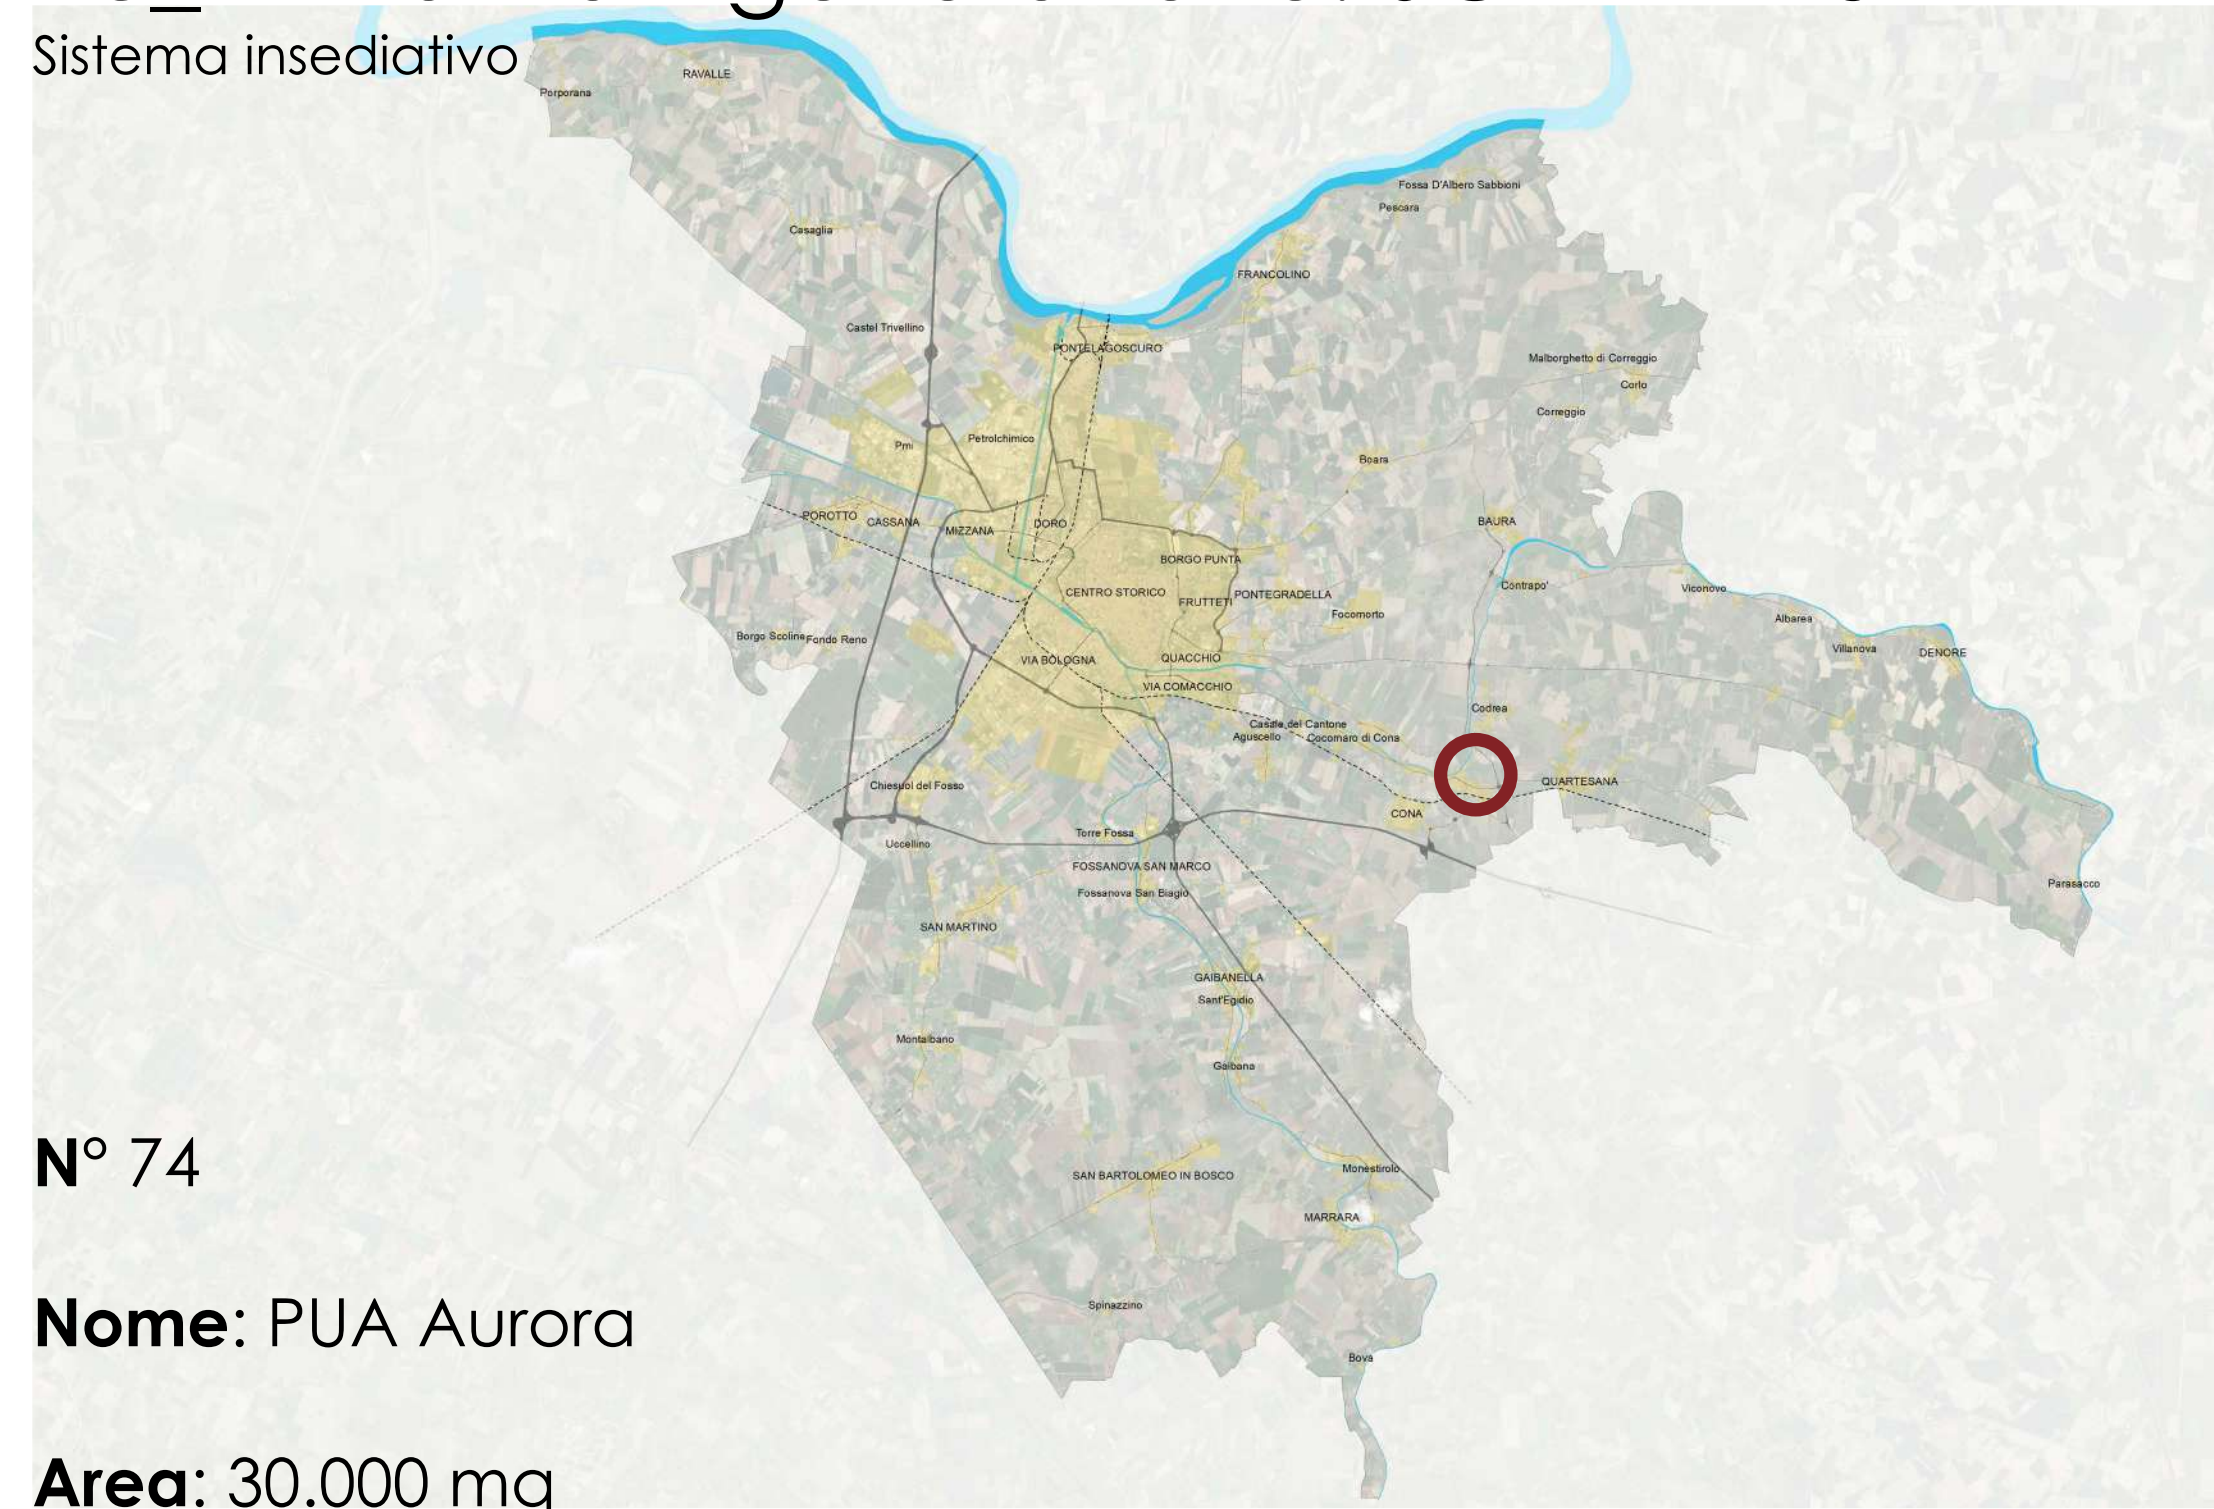 Sistema insediativo
RAVALLE
Porporana
Fossa D'Albero Sabbioni
Pescara
Casaglia
FRANCOLINO
Castel Trivellino
PONTELAGOSCURO
Malborghetto di Correggio
Corlo
Correggio
Pmi
Petrolchimico
Boara
POROTTO
CASSANA
MIZZANA
DORO
BAURA
BORGO PUNTA
CENTRO STORICO
FRUTTETI
PONTEGRADELLA
Contrapo'
Viconovo
Focomorto
Albarea
Borgo Scoline
Fondo Reno
VIA BOLOGNA
QUACCHIO
Villanova
DENORE
VIA COMACCHIO
Codrea
Casale del Cantone
Aguscello
Cocomaro di Cona
Chiesuol del Fosso
QUARTESANA
CONA
Torre Fossa
Uccellino
FOSSANOVA SAN MARCO
Fossanova San Biagio
Parasacco
SAN MARTINO
GAIBANELLA
Sant'Egidio
Montalbano
Gaibana
N° 74
SAN BARTOLOMEO IN BOSCO
Monestirolo
MARRARA
Spinazzino
Nome: PUA Aurora
Bova
Area: 30.000 mq